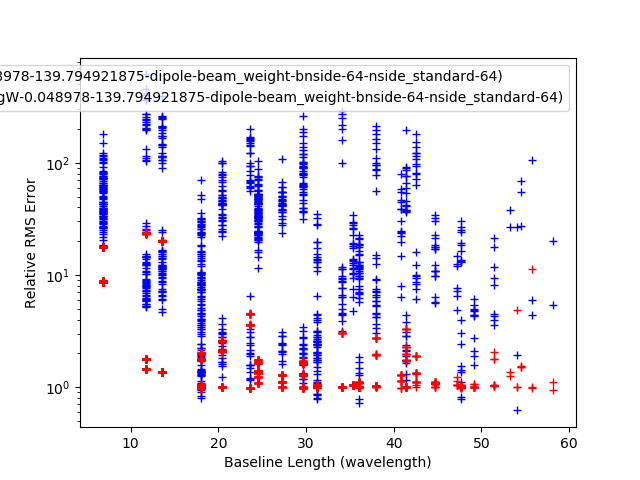 978-139.794921875-dipole-beam_weight-bnside-64-nside_standard-64)
gW-0.048978-139.794921875-dipole-beam_weight-bnside-64-nside_standard-64)
Relative RMS Error
10²
10¹
10⁰
10 20 30 40 50 60
Baseline Length (wavelength)